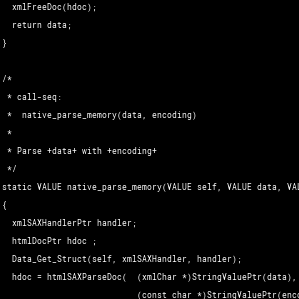 xmlFreeDoc(hdoc);
return data;
}
/*
* call-seq:
*  native_parse_memory(data, encoding)
*
* Parse +data+ with +encoding+
*/
static VALUE native_parse_memory(VALUE self, VALUE data, VAL
{
xmlSAXHandlerPtr handler;
htmlDocPtr hdoc ;
Data_Get_Struct(self, xmlSAXHandler, handler);
hdoc = htmlSAXParseDoc(  (xmlChar *)StringValuePtr(data),
(const char *)StringValuePtr(enco